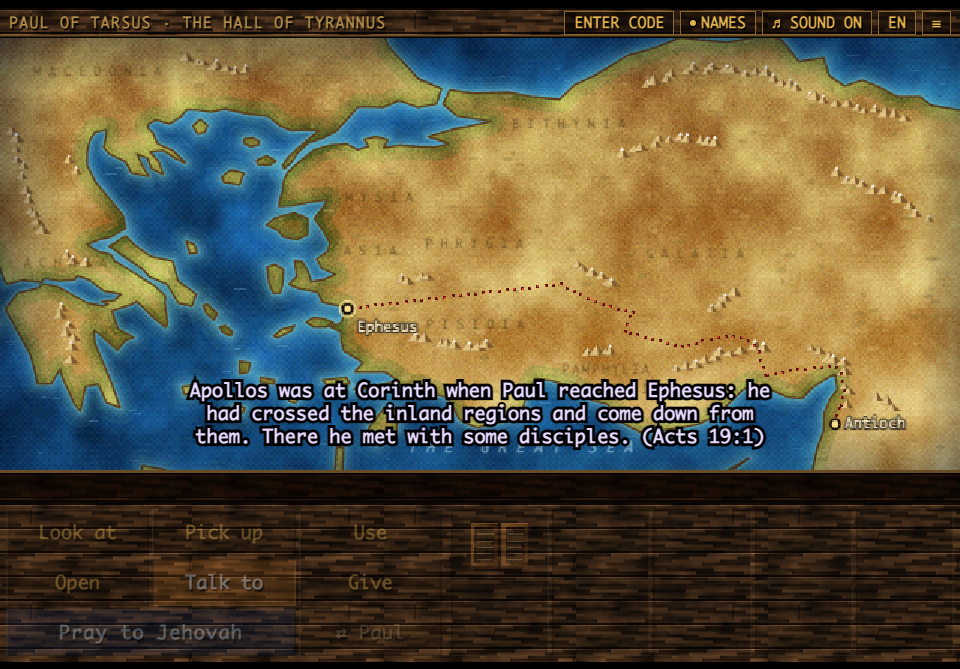 PAUL OF TARSUS · THE HALL OF TYRANNUS
ENTER CODE
• NAMES
♬ SOUND ON
EN
≡
MACEDONIA
BITHYNIA
MYSIA
ASIA
PHRYGIA
GALATIA
Ephesus
PISIDIA
PAMPHYLIA
Antioch
Apollos was at Corinth when Paul reached Ephesus: he
had crossed the inland regions and come down from
them. There he met with some disciples. (Acts 19:1)
THE GREAT SEA
Look at
Pick up
Use
Open
Talk to
Give
Pray to Jehovah
⇄ Paul